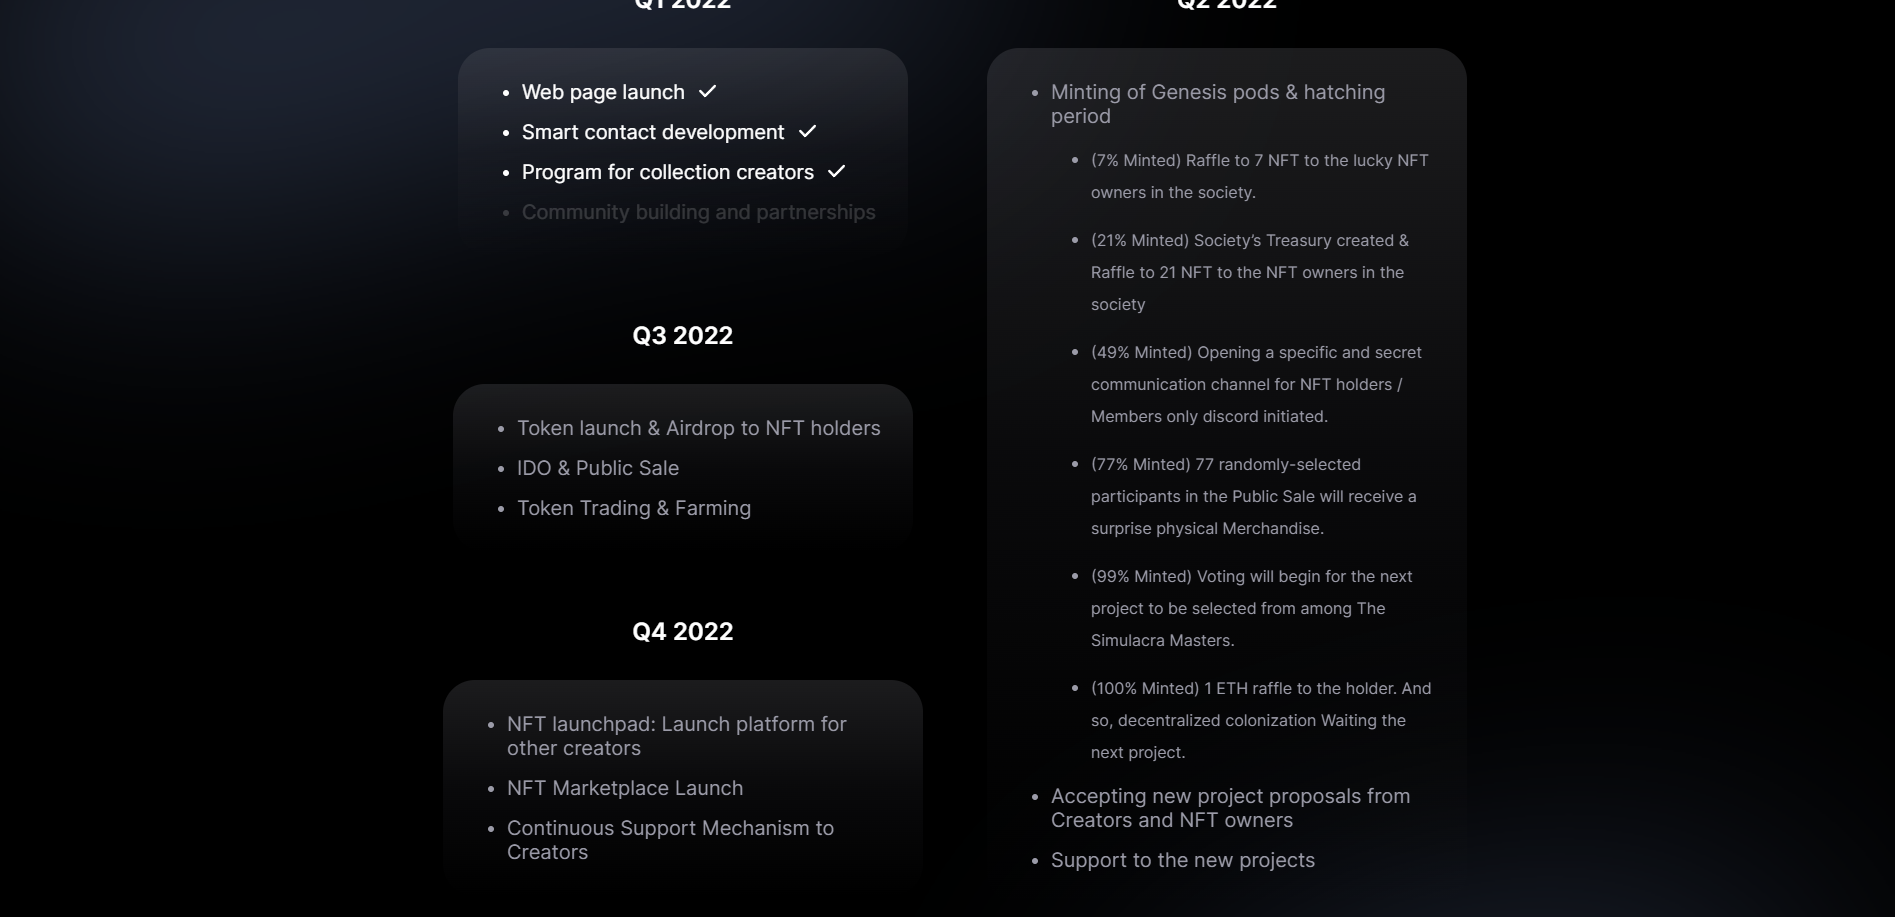 Q1 2022
Web page launch
Smart contact development
Program for collection creators
Community building and partnerships
Q2 2022
Minting of Genesis pods & hatching
period
(7% Minted) Raffle to 7 NFT to the lucky NFT
owners in the society.
(21% Minted) Society’s Treasury created &
Raffle to 21 NFT to the NFT owners in the
society
(49% Minted) Opening a specific and secret
communication channel for NFT holders /
Members only discord initiated.
(77% Minted) 77 randomly-selected
participants in the Public Sale will receive a
surprise physical Merchandise.
(99% Minted) Voting will begin for the next
project to be selected from among The
Simulacra Masters.
(100% Minted) 1 ETH raffle to the holder. And
so, decentralized colonization Waiting the
next project.
Accepting new project proposals from
Creators and NFT owners
Support to the new projects
Q3 2022
Token launch & Airdrop to NFT holders
IDO & Public Sale
Token Trading & Farming
Q4 2022
NFT launchpad: Launch platform for
other creators
NFT Marketplace Launch
Continuous Support Mechanism to
Creators